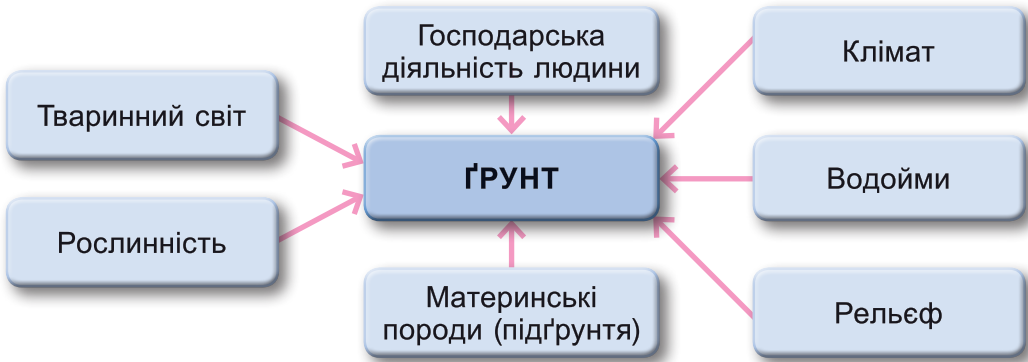 Господарська
діяльність людини
Клімат
Тваринний світ
ҐРУНТ
Водойми
Рослинність
Материнські
породи (підґрунтя)
Рельєф